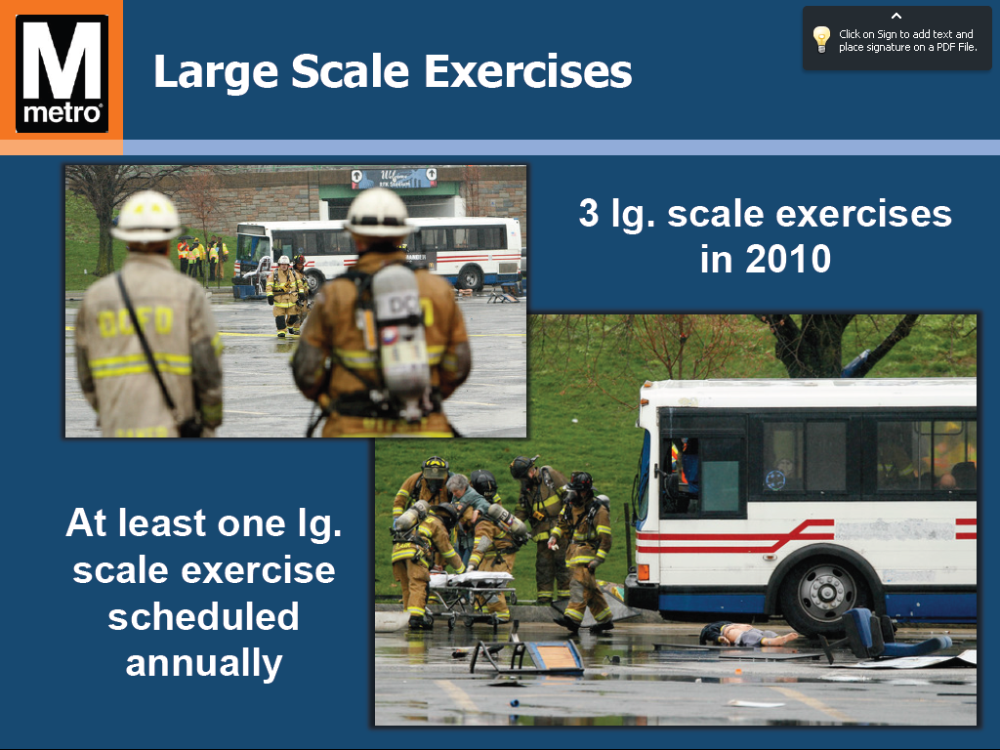 M
metro
Large Scale Exercises
Click on Sign to add text and
place signature on a PDF File.
Welcome
RFK Stadium
DCFD
3 lg. scale exercises
in 2010
At least one lg.
scale exercise
scheduled
annually